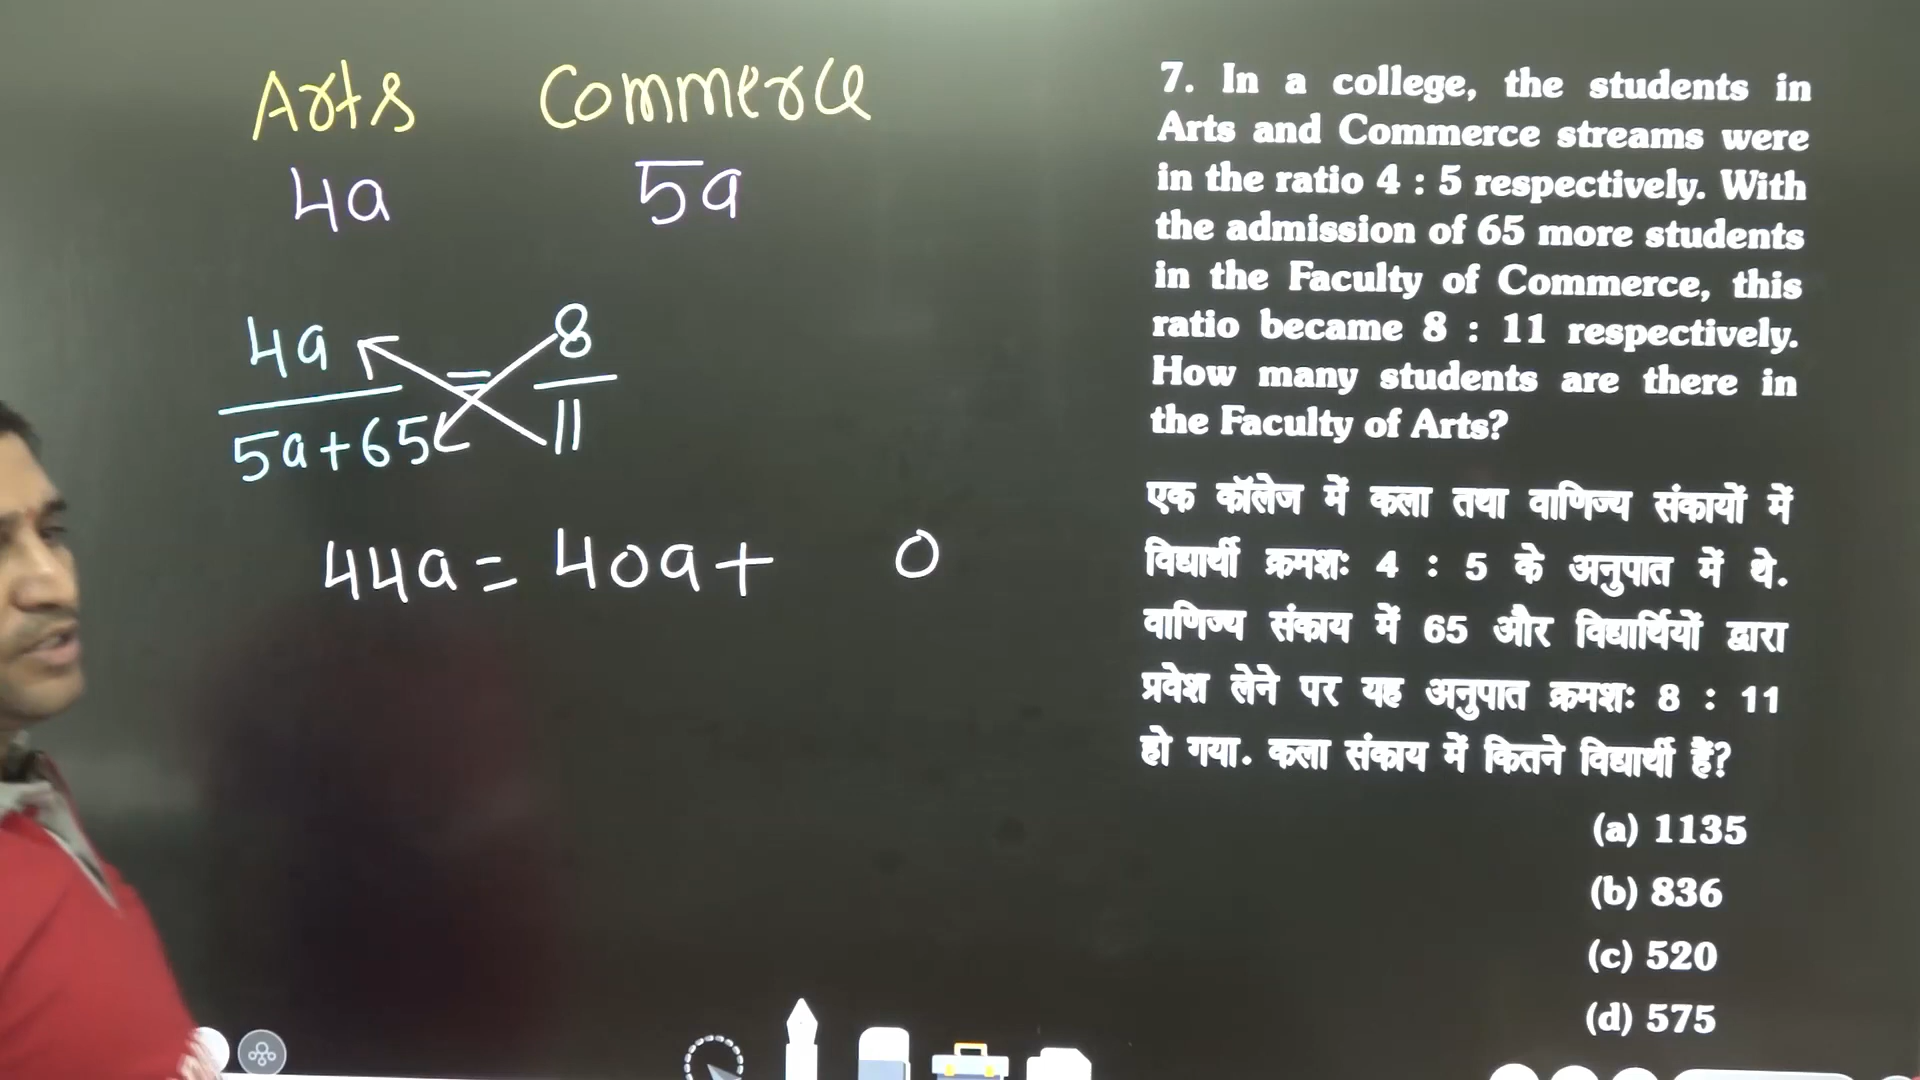 Arts Commerce
4a 5a
4a = 8
5a+65 11
44a = 40a + 0
7. In a college, the students in
Arts and Commerce streams were
in the ratio 4 : 5 respectively. With
the admission of 65 more students
in the Faculty of Commerce, this
ratio became 8 : 11 respectively.
How many students are there in
the Faculty of Arts?
एक कॉलेज में कला तथा वाणिज्य संकायों में
विद्यार्थी क्रमशः 4 : 5 के अनुपात में थे.
वाणिज्य संकाय में 65 और विद्यार्थियों द्वारा
प्रवेश लेने पर यह अनुपात क्रमशः 8 : 11
हो गया. कला संकाय में कितने विद्यार्थी हैं?
(a) 1135
(b) 836
(c) 520
(d) 575